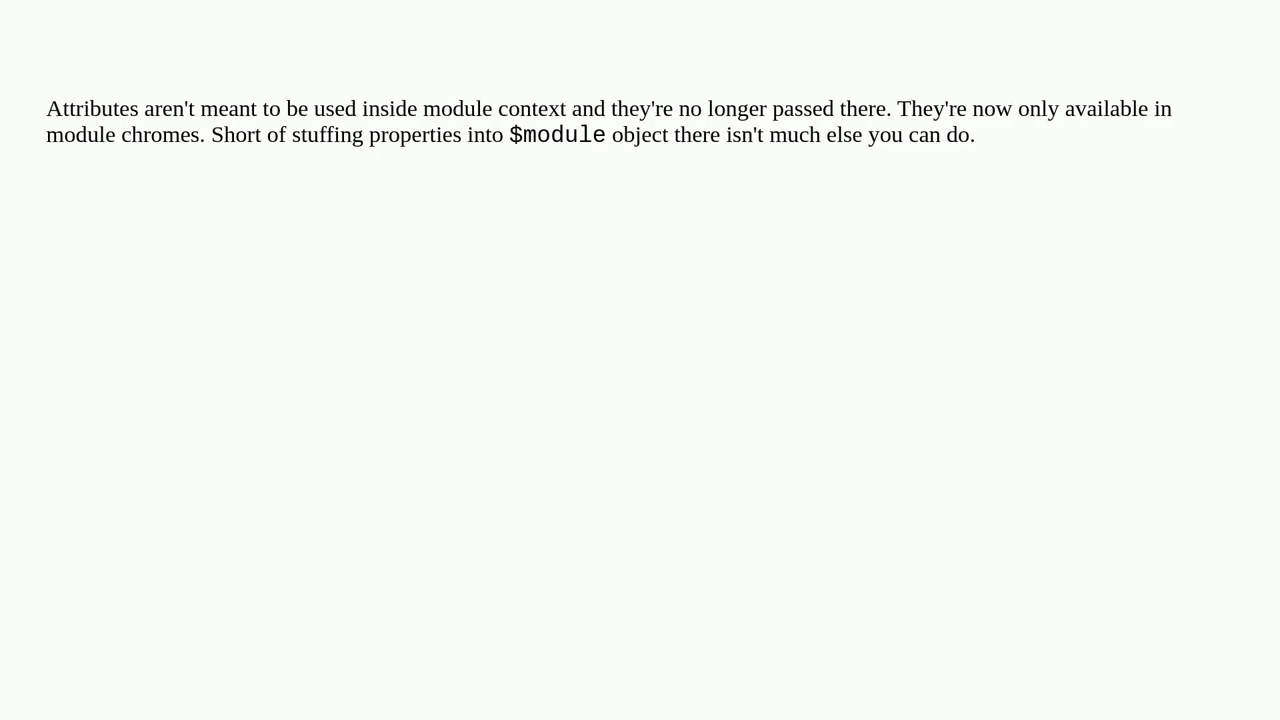 Attributes aren't meant to be used inside module context and they're no longer passed there. They're now only available in
module chromes. Short of stuffing properties into $module object there isn't much else you can do.